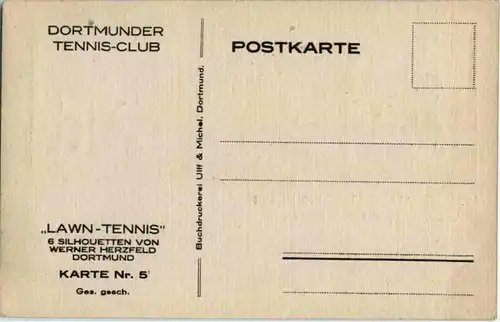 DORTMUNDER
TENNIS-CLUB
„LAWN-TENNIS"
6 SILHOUETTEN VON
WERNER HERZFELD
DORTMUND
KARTE Nr. 5
Ges. gesch.
Buchdruckerei Ulff & Michel, Dortmund.
POSTKARTE